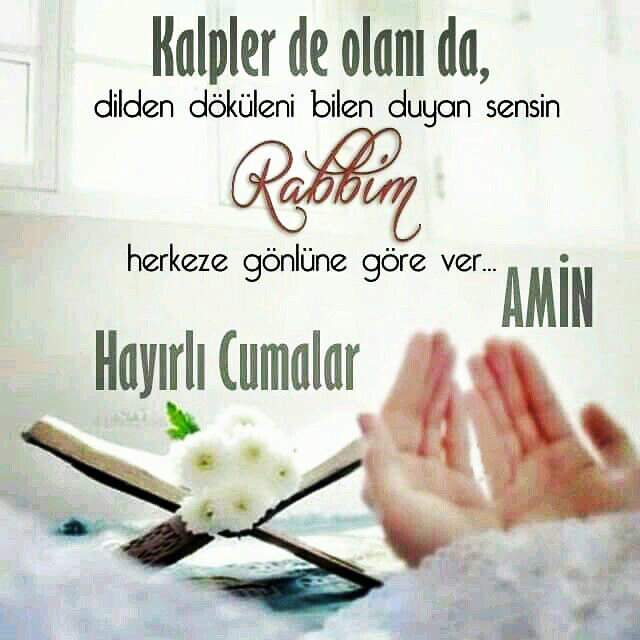 Kalpler de olanı da,
dilden döküleni bilen duyan sensin
Rabbim
herkeze gönlüne göre ver...
AMİN
Hayırlı Cumalar